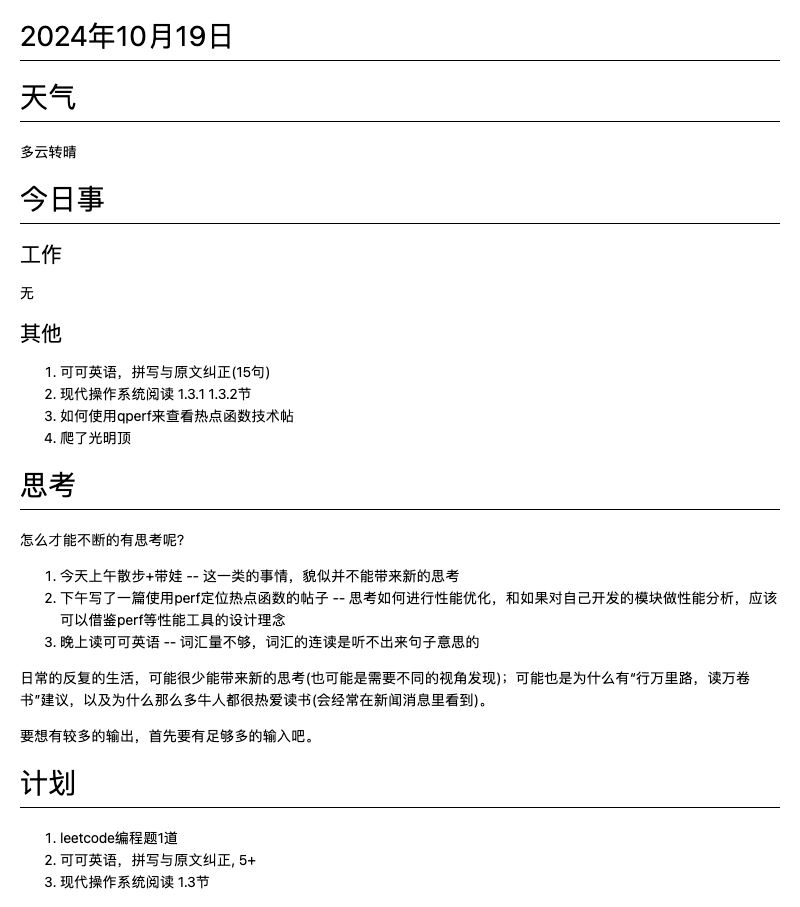 2024年10月19日
天气
多云转晴
今日事
工作
无
其他
1. 可可英语，拼写与原文纠正(15句)
2. 现代操作系统阅读 1.3.1 1.3.2节
3. 如何使用qperf来查看热点函数技术帖
4. 爬了光明顶
思考
怎么才能不断的有思考呢?
1. 今天上午散步+带娃 -- 这一类的事情，貌似并不能带来新的思考
2. 下午写了一篇使用perf定位热点函数的帖子 -- 思考如何进行性能优化，和如果对自己开发的模块做性能分析，应该
可以借鉴perf等性能工具的设计理念
3. 晚上读可可英语 -- 词汇量不够，词汇的连读是听不出来句子意思的
日常的反复的生活，可能很少能带来新的思考(也可能是需要不同的视角发现)；可能也是为什么有“行万里路，读万卷
书”建议，以及为什么那么多牛人都很热爱读书(会经常在新闻消息里看到)。
要想有较多的输出，首先要有足够多的输入吧。
计划
1. leetcode编程题1道
2. 可可英语，拼写与原文纠正, 5+
3. 现代操作系统阅读 1.3节